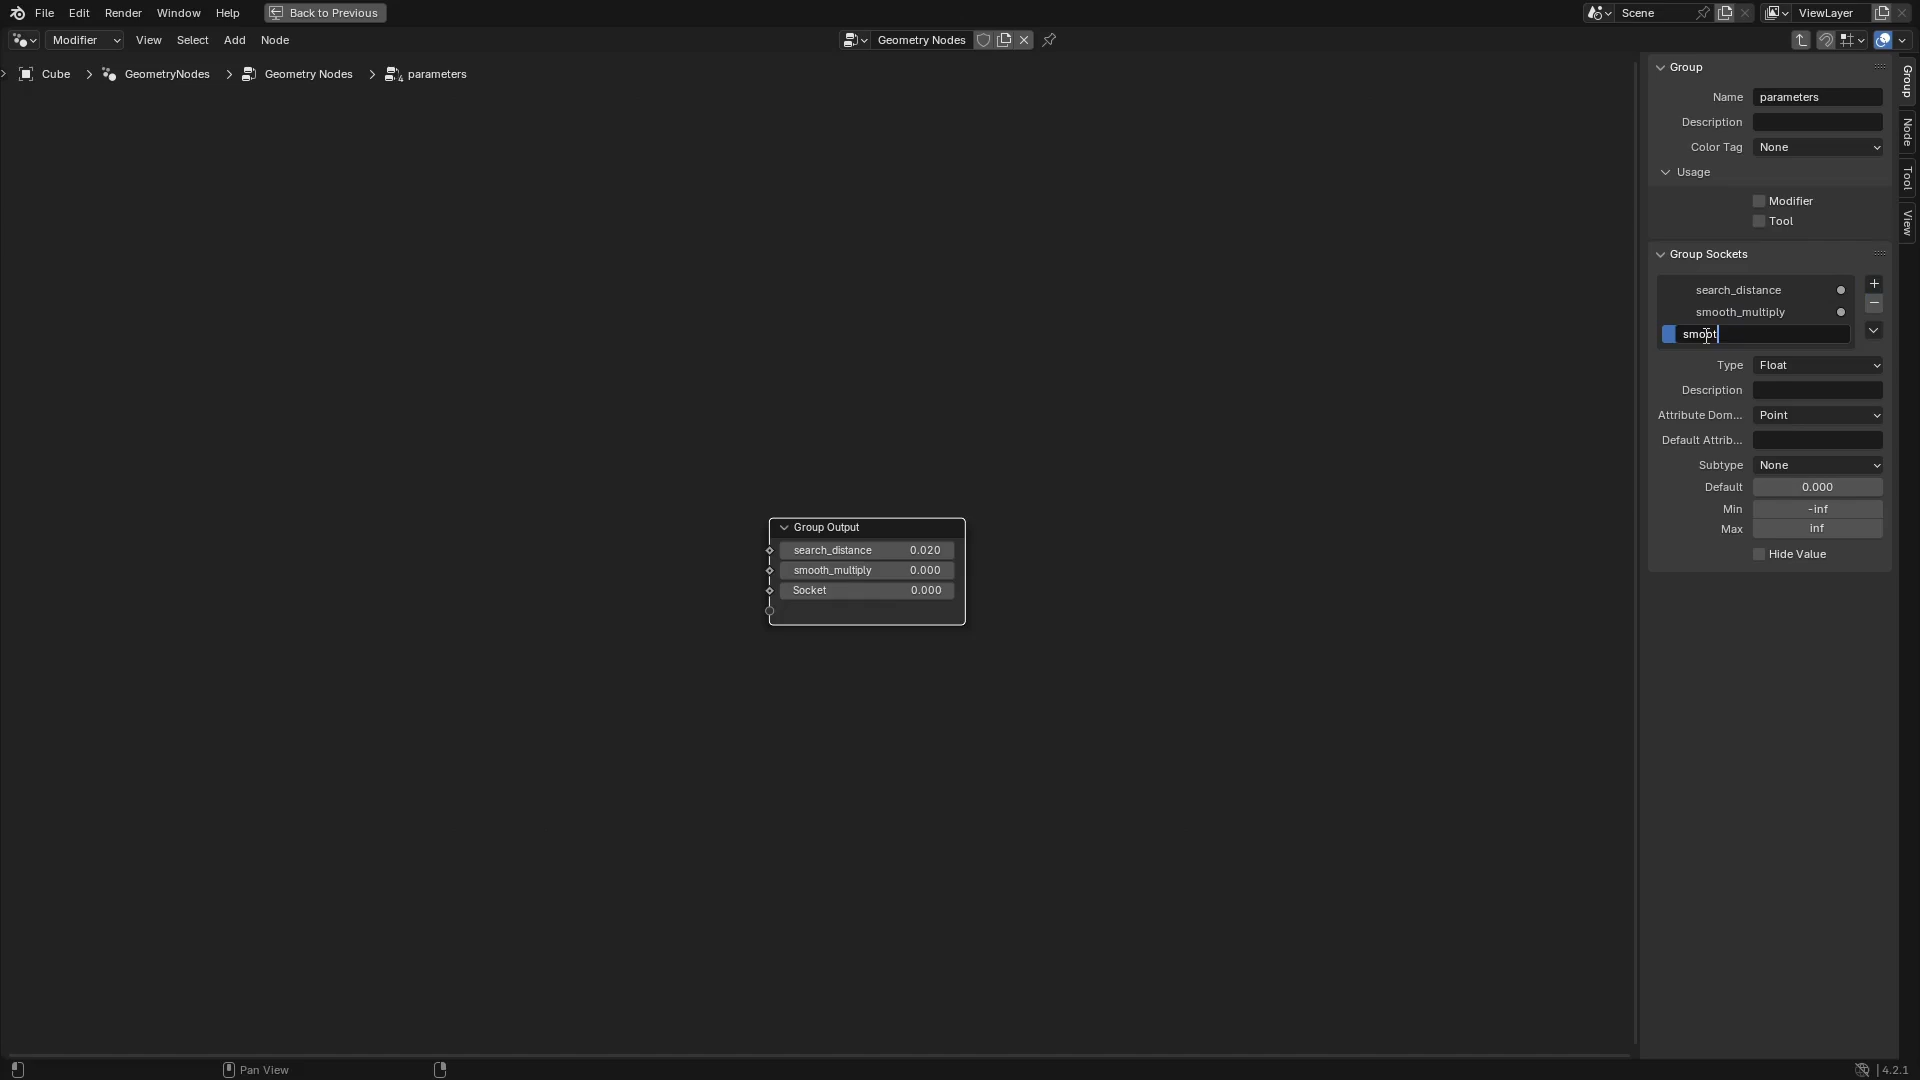 File Edit Render Window Help Back to Previous Scene ViewLayer
Modifier View Select Add Node Geometry Nodes
Cube GeometryNodes Geometry Nodes 4 parameters
Group
Name parameters
Description
Color Tag None
Usage
Modifier
Tool
Group Sockets
search_distance
smooth_multiply
smoot
Type Float
Description
Attribute Dom...
Point
Default Attrib...
Subtype None
Default 0.000
Min -inf
Max inf
Hide Value
Group
Node
Tool
View
Group Output
search_distance 0.020
smooth_multiply 0.000
Socket 0.000
Pan View
4.2.1